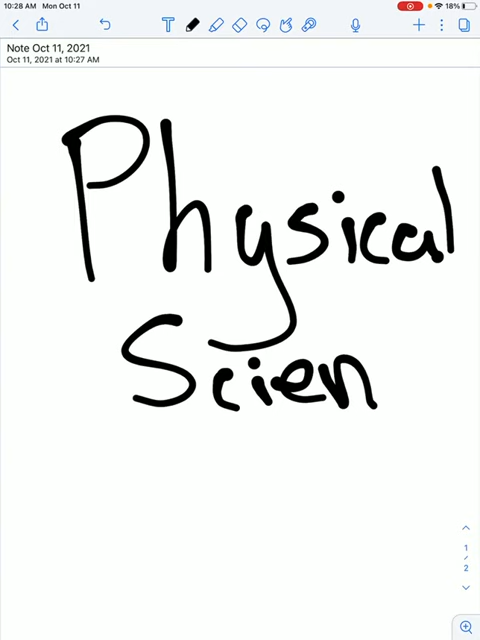 10:28 AM Mon Oct 11 18%
Note Oct 11, 2021
Oct 11, 2021 at 10:27 AM
Physical
Scien
1
/
2